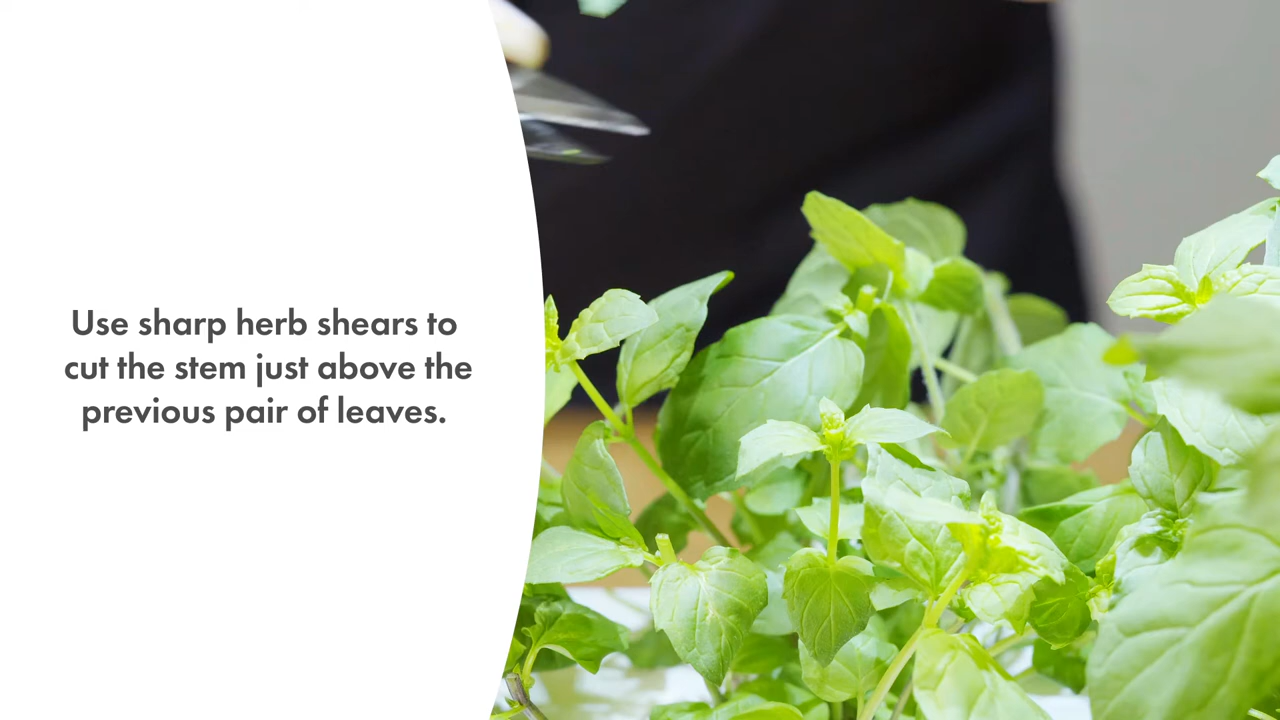 Use sharp herb shears to
cut the stem just above the
previous pair of leaves.